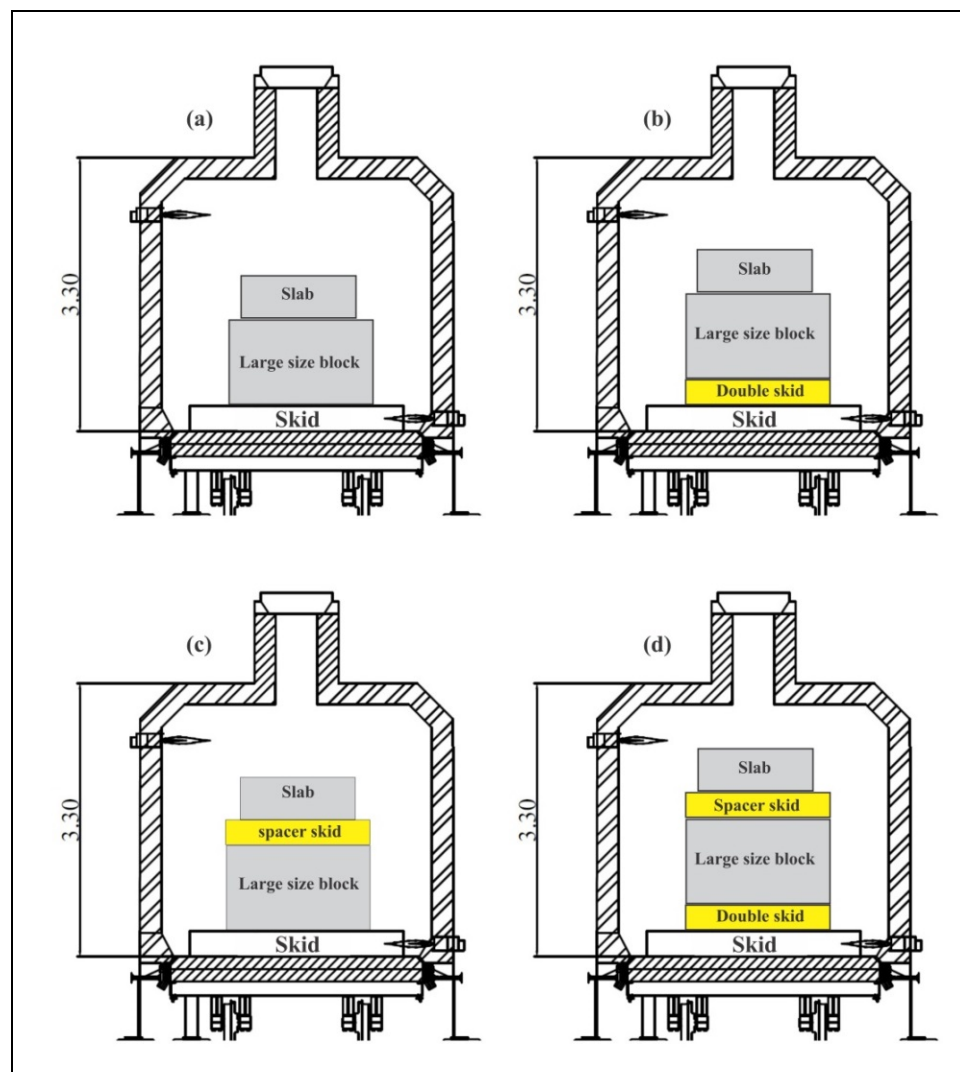 (a)
Slab
Large size block
Skid
3.30
(b)
Slab
Large size block
Double skid
Skid
3.30
(c)
Slab
spacer skid
Large size block
Skid
3.30
(d)
Slab
Spacer skid
Large size block
Double skid
Skid
3.30